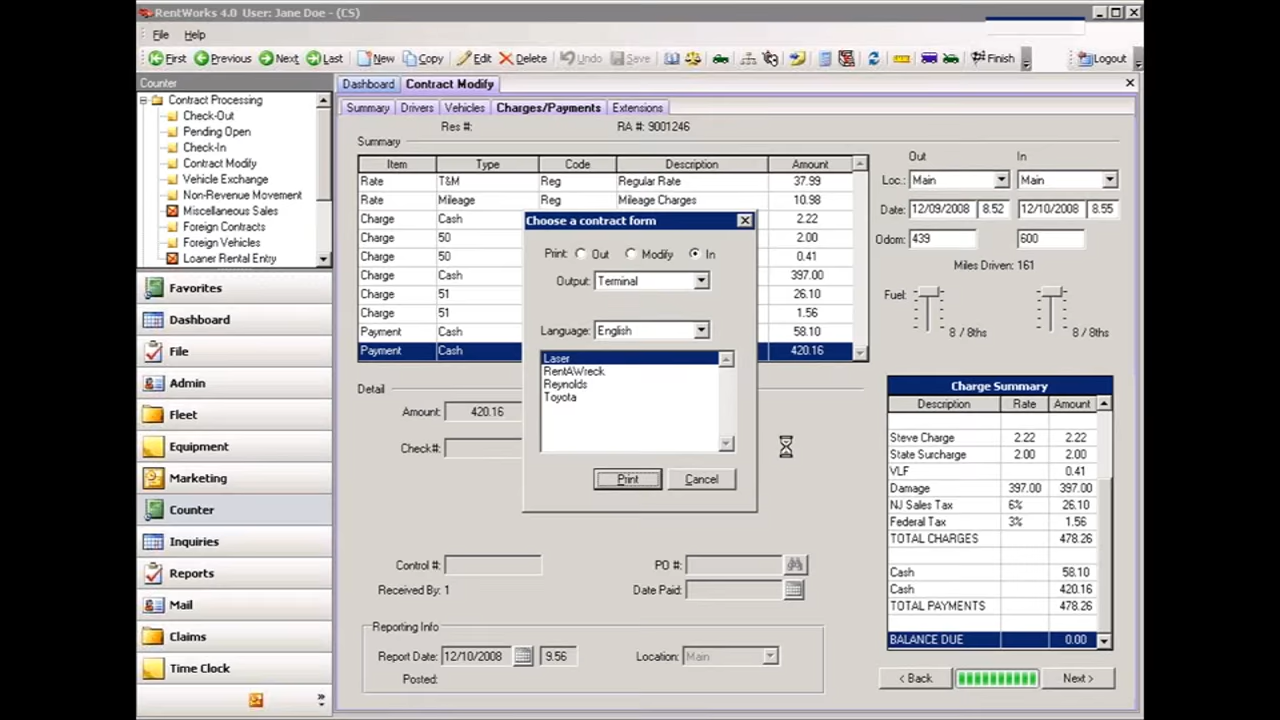 RentWorks 4.0 User: Jane Doe - (CS)
File Help
First Previous Next Last New Copy Edit Delete Undo Save Finish Logout
Counter
Contract Processing
Check-Out
Pending Open
Check-In
Contract Modify
Vehicle Exchange
Non-Revenue Movement
Miscellaneous Sales
Foreign Contracts
Foreign Vehicles
Loaner Rental Entry
Favorites
Dashboard
File
Admin
Fleet
Equipment
Marketing
Counter
Inquiries
Reports
Mail
Claims
Time Clock
Dashboard Contract Modify
Summary Drivers Vehicles Charges/Payments Extensions
Res #: RA #: 9001246
Summary
Item Type Code Description Amount
Rate T&M Reg Regular Rate 37.99
Rate Mileage Reg Mileage Charges 10.98
Charge Cash 2.22
Charge 50 2.00
Charge 50 0.41
Charge Cash 397.00
Charge 51 26.10
Charge 51 1.56
Payment Cash 58.10
Payment Cash 420.16
Detail
Amount: 420.16
Check#:
Control #: PO #:
Received By: 1 Date Paid:
Reporting Info
Report Date: 12/10/2008 9.56 Location: Main
Posted:
Choose a contract form
Print: Out Modify In
Output: Terminal
Language: English
Laser
RentAWreck
Reynolds
Toyota
Print Cancel
Out In
Loc.: Main Main
Date: 12/09/2008 8.52 12/10/2008 8.55
Odom: 439 600
Miles Driven: 161
Fuel:
8 / 8ths 8 / 8ths
Charge Summary
Description Rate Amount
Steve Charge 2.22 2.22
State Surcharge 2.00 2.00
VLF 0.41
Damage 397.00 397.00
NJ Sales Tax 6% 26.10
Federal Tax 3% 1.56
TOTAL CHARGES 478.26
Cash 58.10
Cash 420.16
TOTAL PAYMENTS 478.26
BALANCE DUE 0.00
< Back Next >